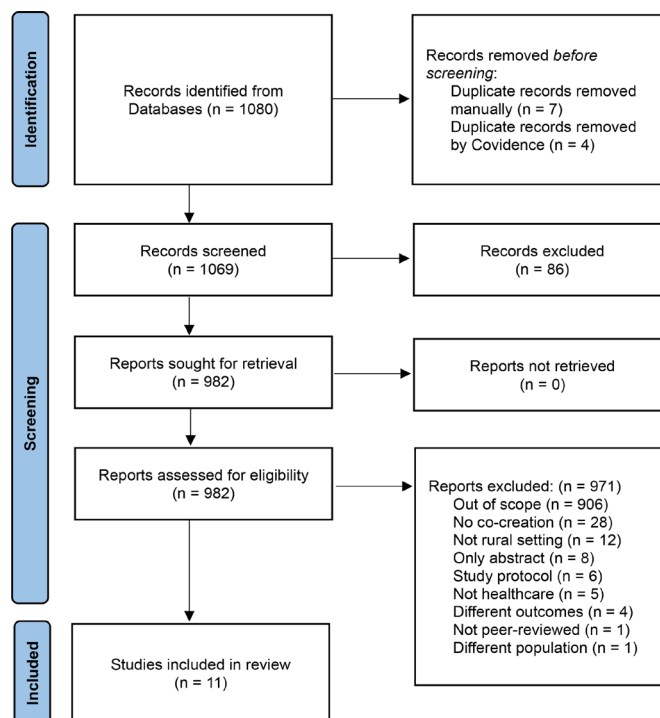 Identification
Records identified from
Databases (n = 1080)
Records removed before
screening:
Duplicate records removed
manually (n = 7)
Duplicate records removed
by Covidence (n = 4)
Screening
Records screened
(n = 1069)
Records excluded
(n = 86)
Reports sought for retrieval
(n = 982)
Reports not retrieved
(n = 0)
Reports assessed for eligibility
(n = 982)
Reports excluded: (n = 971)
Out of scope (n = 906)
No co-creation (n = 28)
Not rural setting (n = 12)
Only abstract (n = 8)
Study protocol (n = 6)
Not healthcare (n = 5)
Different outcomes (n = 4)
Not peer-reviewed (n = 1)
Different population (n = 1)
Included
Studies included in review
(n = 11)